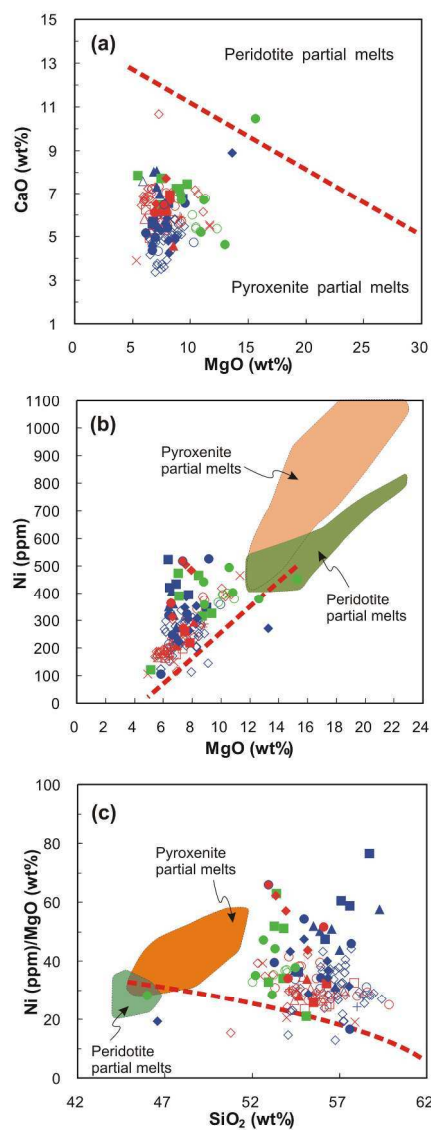 (a)
Peridotite partial melts
Pyroxenite partial melts
CaO (wt%)
15
13
11
9
7
5
3
1
0 5 10 15 20 25 30
MgO (wt%)
(b)
Pyroxenite
partial melts
Peridotite
partial melts
Ni (ppm)
1100
1000
900
800
700
600
500
400
300
200
100
0
0 2 4 6 8 10 12 14 16 18 20 22 24
MgO (wt%)
(c)
Pyroxenite
partial melts
Peridotite
partial melts
Ni (ppm)/MgO (wt%)
100
80
60
40
20
0
42 47 52 57 62
SiO₂ (wt%)